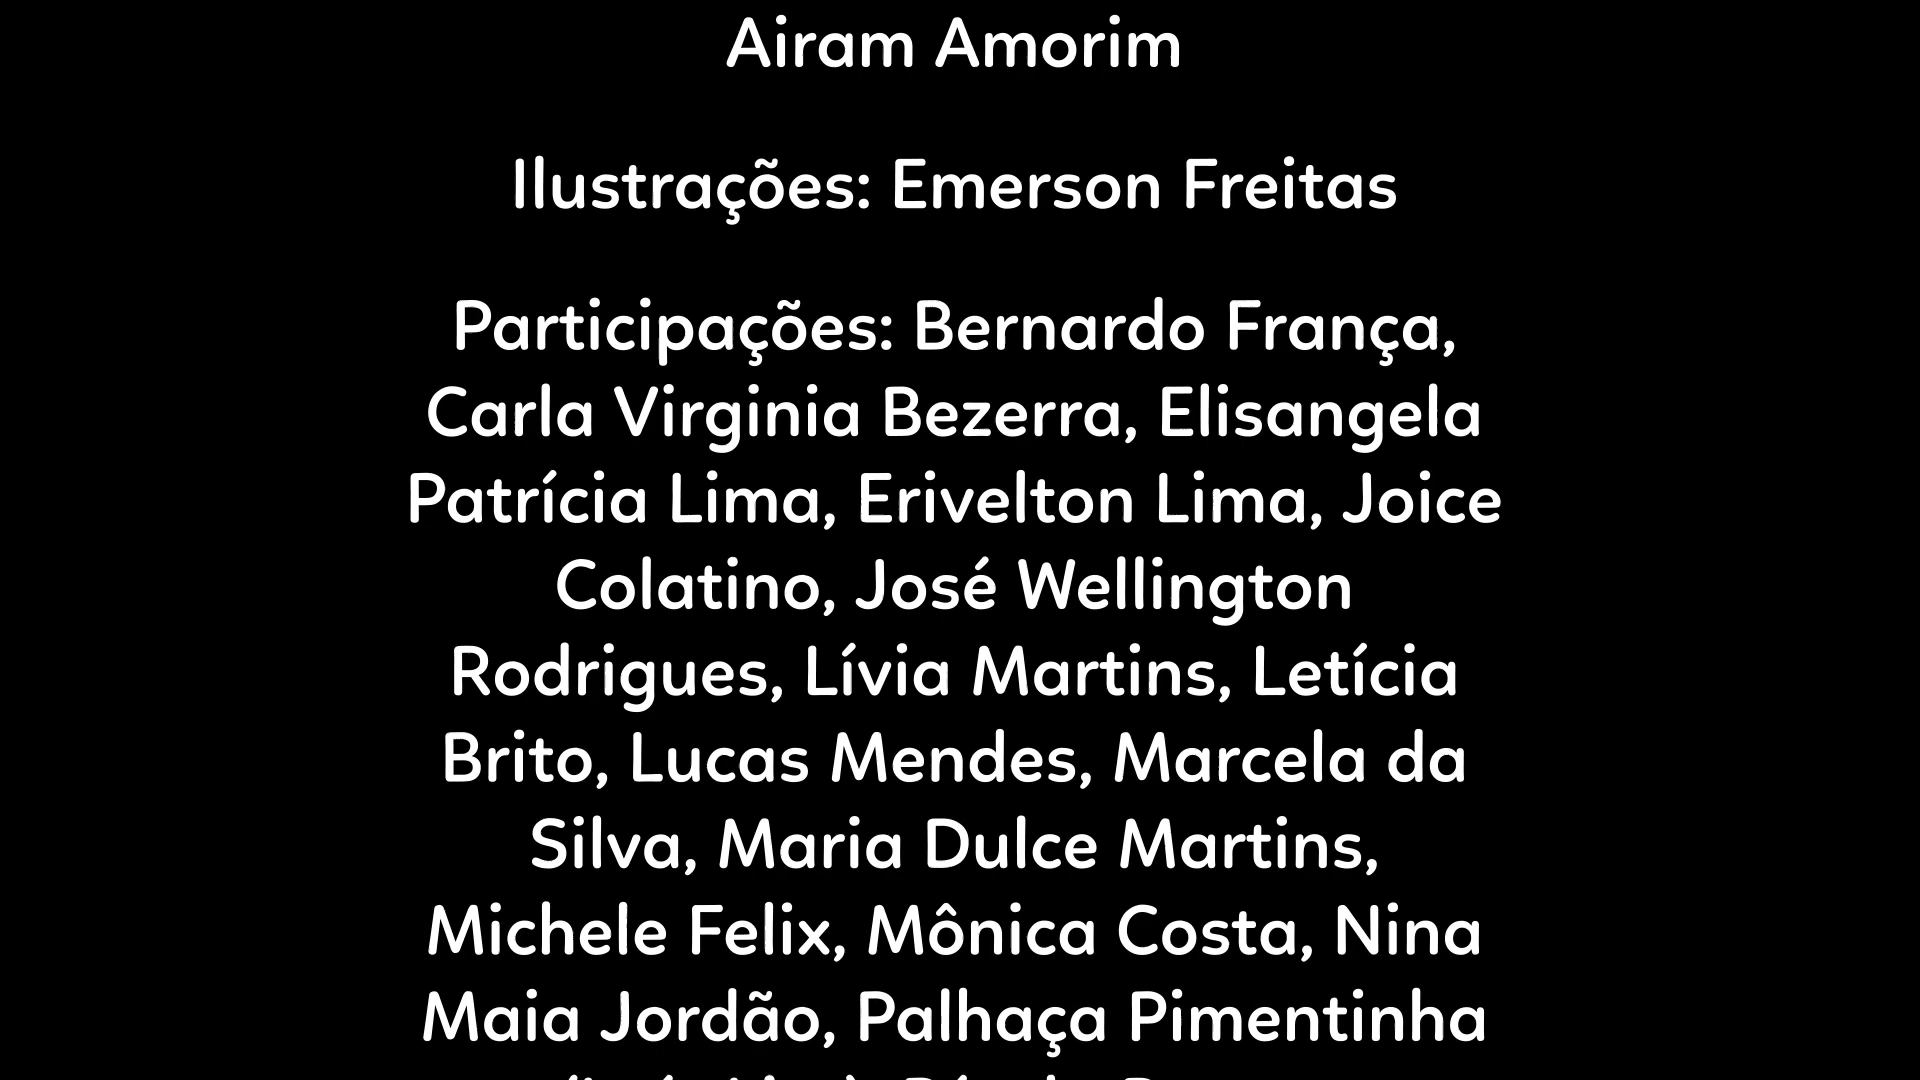 Airam Amorim
Ilustrações: Emerson Freitas
Participações: Bernardo França,
Carla Virginia Bezerra, Elisangela
Patrícia Lima, Erivelton Lima, Joice
Colatino, José Wellington
Rodrigues, Lívia Martins, Letícia
Brito, Lucas Mendes, Marcela da
Silva, Maria Dulce Martins,
Michele Felix, Mônica Costa, Nina
Maia Jordão, Palhaça Pimentinha